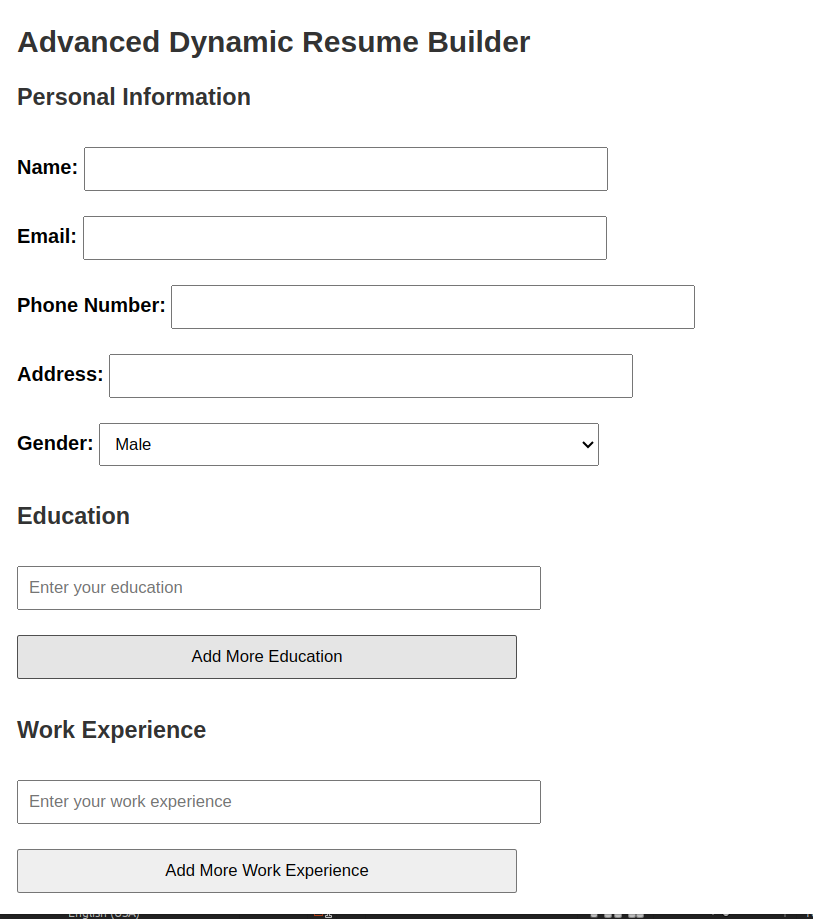 Advanced Dynamic Resume Builder
Personal Information
Name:
Email:
Phone Number:
Address:
Gender: Male
Education
Enter your education
Add More Education
Work Experience
Enter your work experience
Add More Work Experience
English (USA)